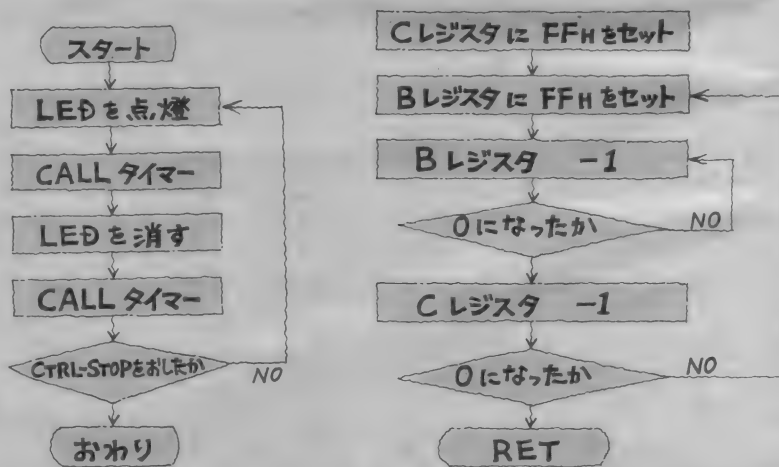 スタート
LEDを点燈
CALL タイマー
LEDを消す
CALL タイマー
CTRL-STOPをおしたか
NO
おわり
CレジスタにFFHをセット
BレジスタにFFHをセット
Bレジスタ -1
0になったか
NO
Cレジスタ -1
0になったか
NO
RET